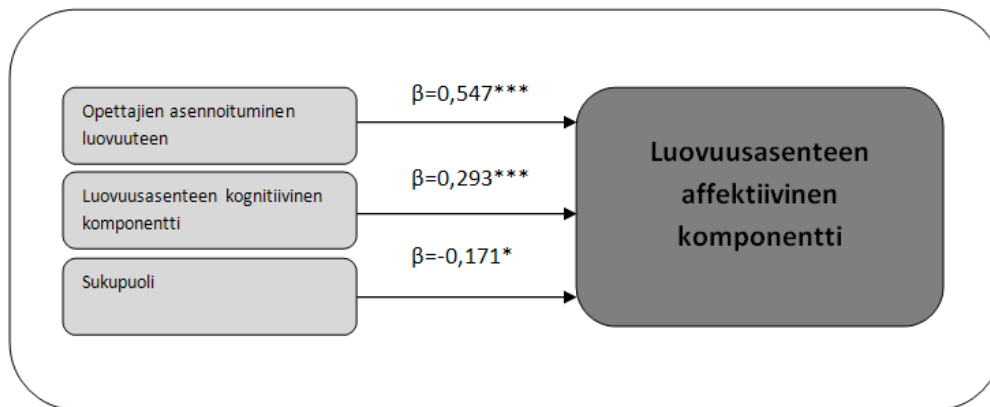 Opettajien asennoituminen
luovuuteen
β=0,547***
Luovuusasenteen kognitiivinen
komponentti
β=0,293***
Sukupuoli
β=-0,171*
Luovuusasenteen
affektiivinen
komponentti